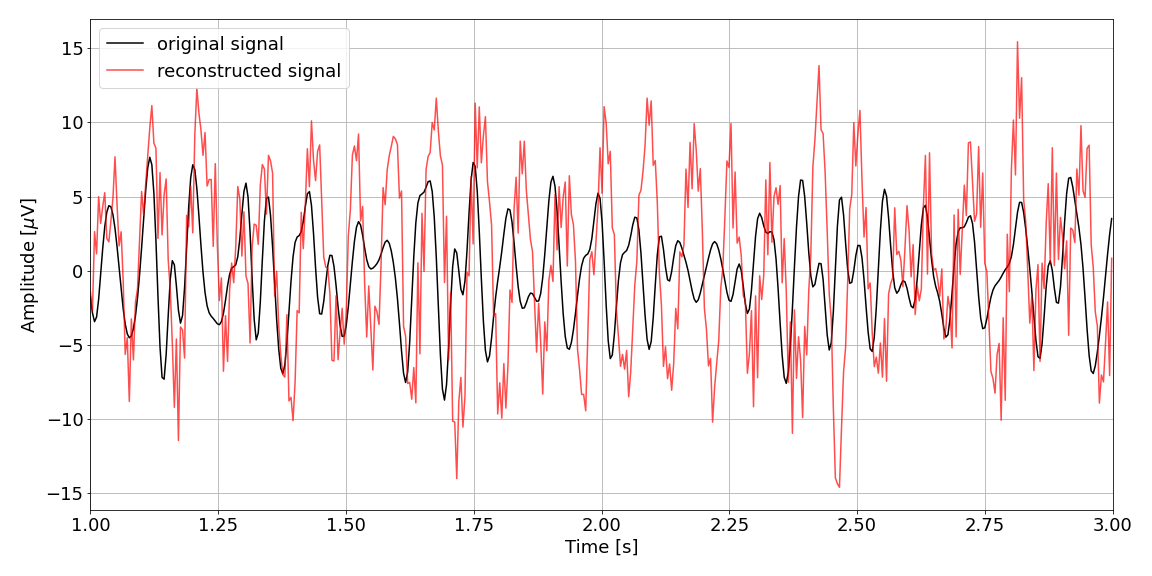 original signal
reconstructed signal
15
10
5
0
−5
−10
−15
Amplitude [μV]
1.00 1.25 1.50 1.75 2.00 2.25 2.50 2.75 3.00
Time [s]